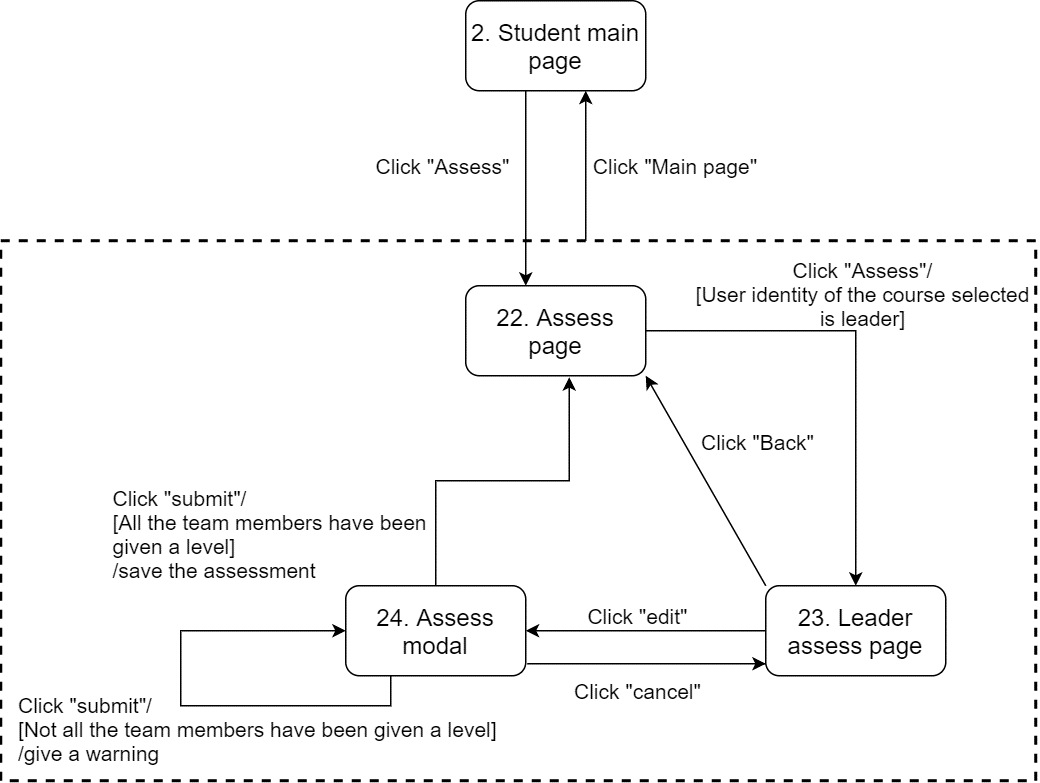 2. Student main
page
Click "Assess"
Click "Main page"
Click "Assess"/
[User identity of the course selected
is leader]
22. Assess
page
Click "Back"
Click "submit"/
[All the team members have been
given a level]
/save the assessment
24. Assess
modal
Click "edit"
23. Leader
assess page
Click "cancel"
Click "submit"/
[Not all the team members have been given a level]
/give a warning